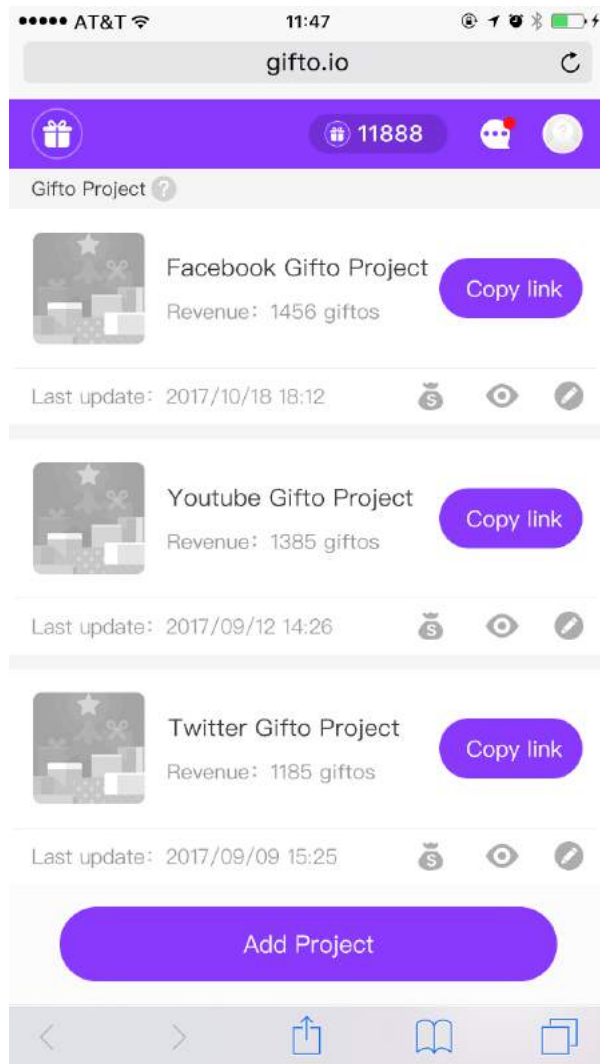 AT&T 11:47
gifto.io
11888
Gifto Project ?
Facebook Gifto Project
Copy link
Revenue: 1456 giftos
Last update: 2017/10/18 18:12
Youtube Gifto Project
Copy link
Revenue: 1385 giftos
Last update: 2017/09/12 14:26
Twitter Gifto Project
Copy link
Revenue: 1185 giftos
Last update: 2017/09/09 15:25
Add Project